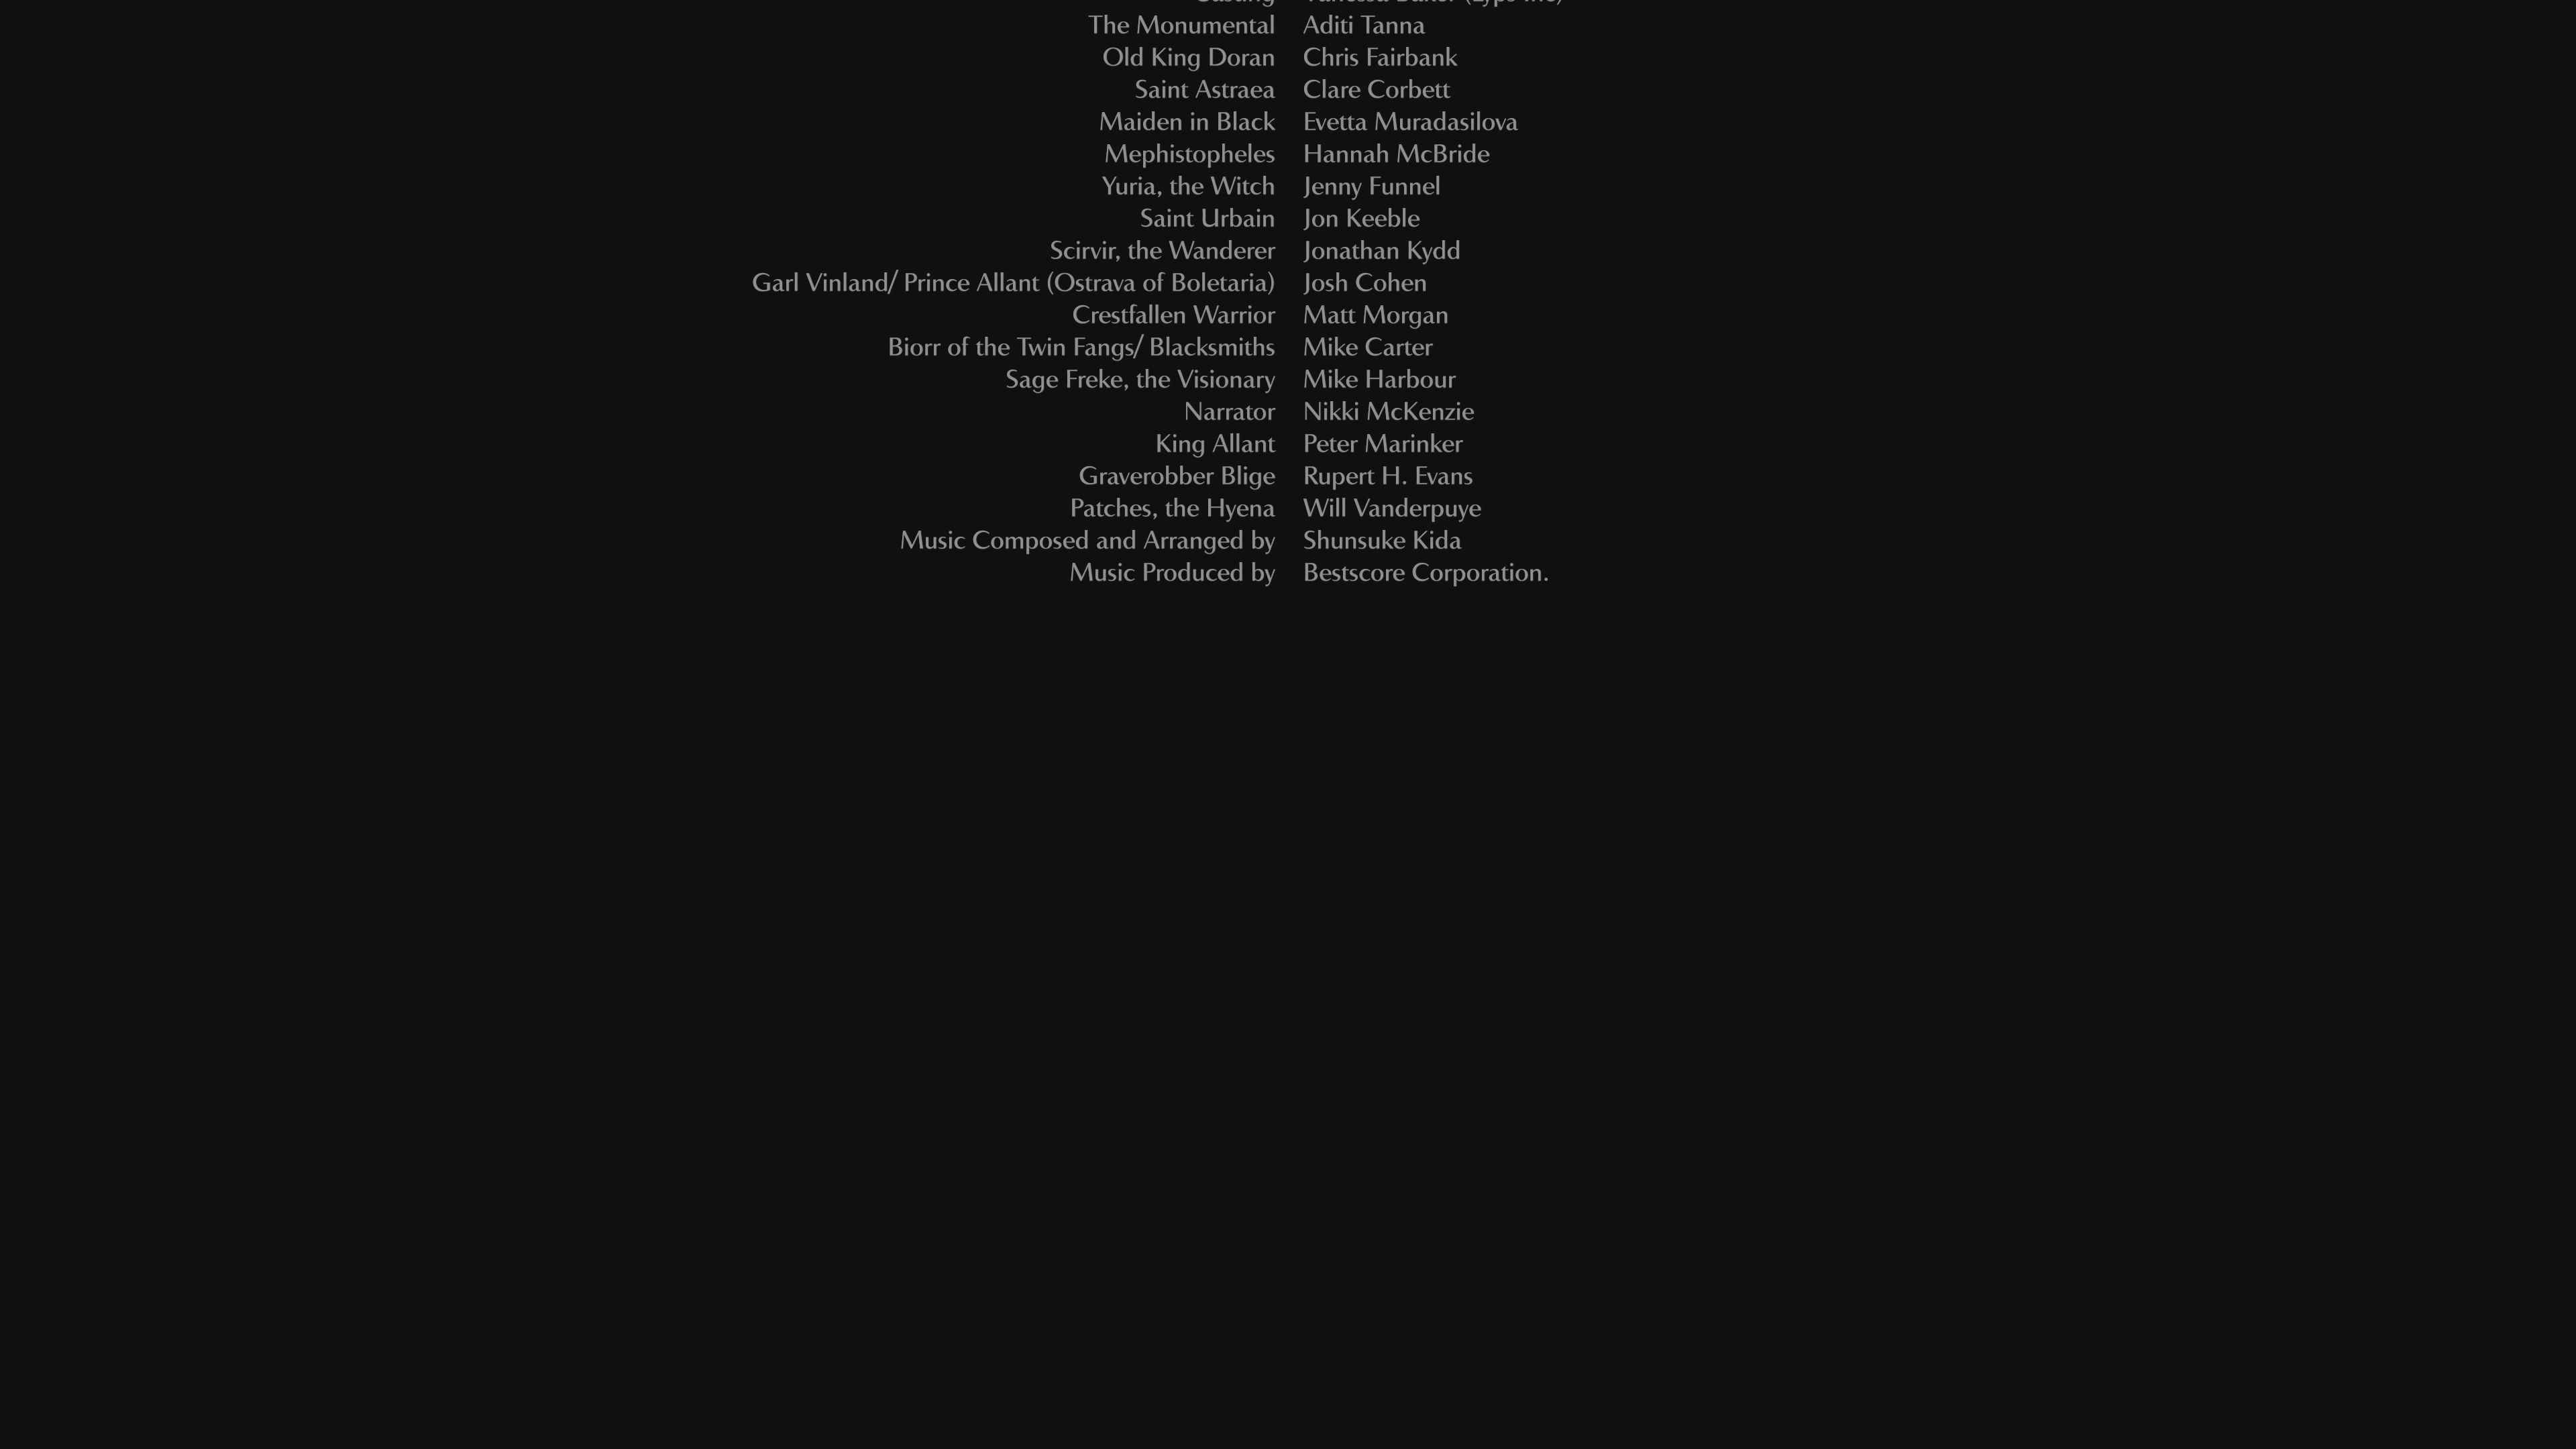 The Monumental Aditi Tanna
Old King Doran Chris Fairbank
Saint Astraea Clare Corbett
Maiden in Black Evetta Muradasilova
Mephistopheles Hannah McBride
Yuria, the Witch Jenny Funnel
Saint Urbain Jon Keeble
Scirvir, the Wanderer Jonathan Kydd
Garl Vinland/ Prince Allant (Ostrava of Boletaria) Josh Cohen
Crestfallen Warrior Matt Morgan
Biorr of the Twin Fangs/ Blacksmiths Mike Carter
Sage Freke, the Visionary Mike Harbour
Narrator Nikki McKenzie
King Allant Peter Marinker
Graverobber Blige Rupert H. Evans
Patches, the Hyena Will Vanderpuye
Music Composed and Arranged by Shunsuke Kida
Music Produced by Bestscore Corporation.